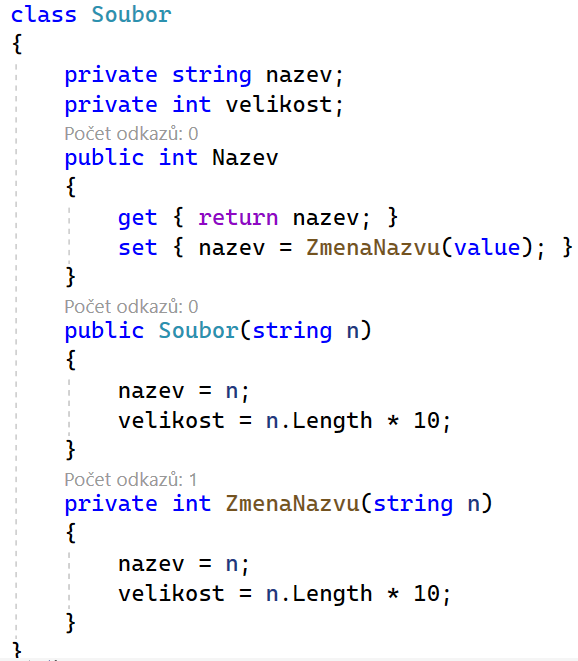 class Soubor
{
private string nazev;
private int velikost;
Počet odkazů: 0
public int Nazev
{
get { return nazev; }
set { nazev = ZmenaNazvu(value); }
}
Počet odkazů: 0
public Soubor(string n)
{
nazev = n;
velikost = n.Length * 10;
}
Počet odkazů: 1
private int ZmenaNazvu(string n)
{
nazev = n;
velikost = n.Length * 10;
}
}